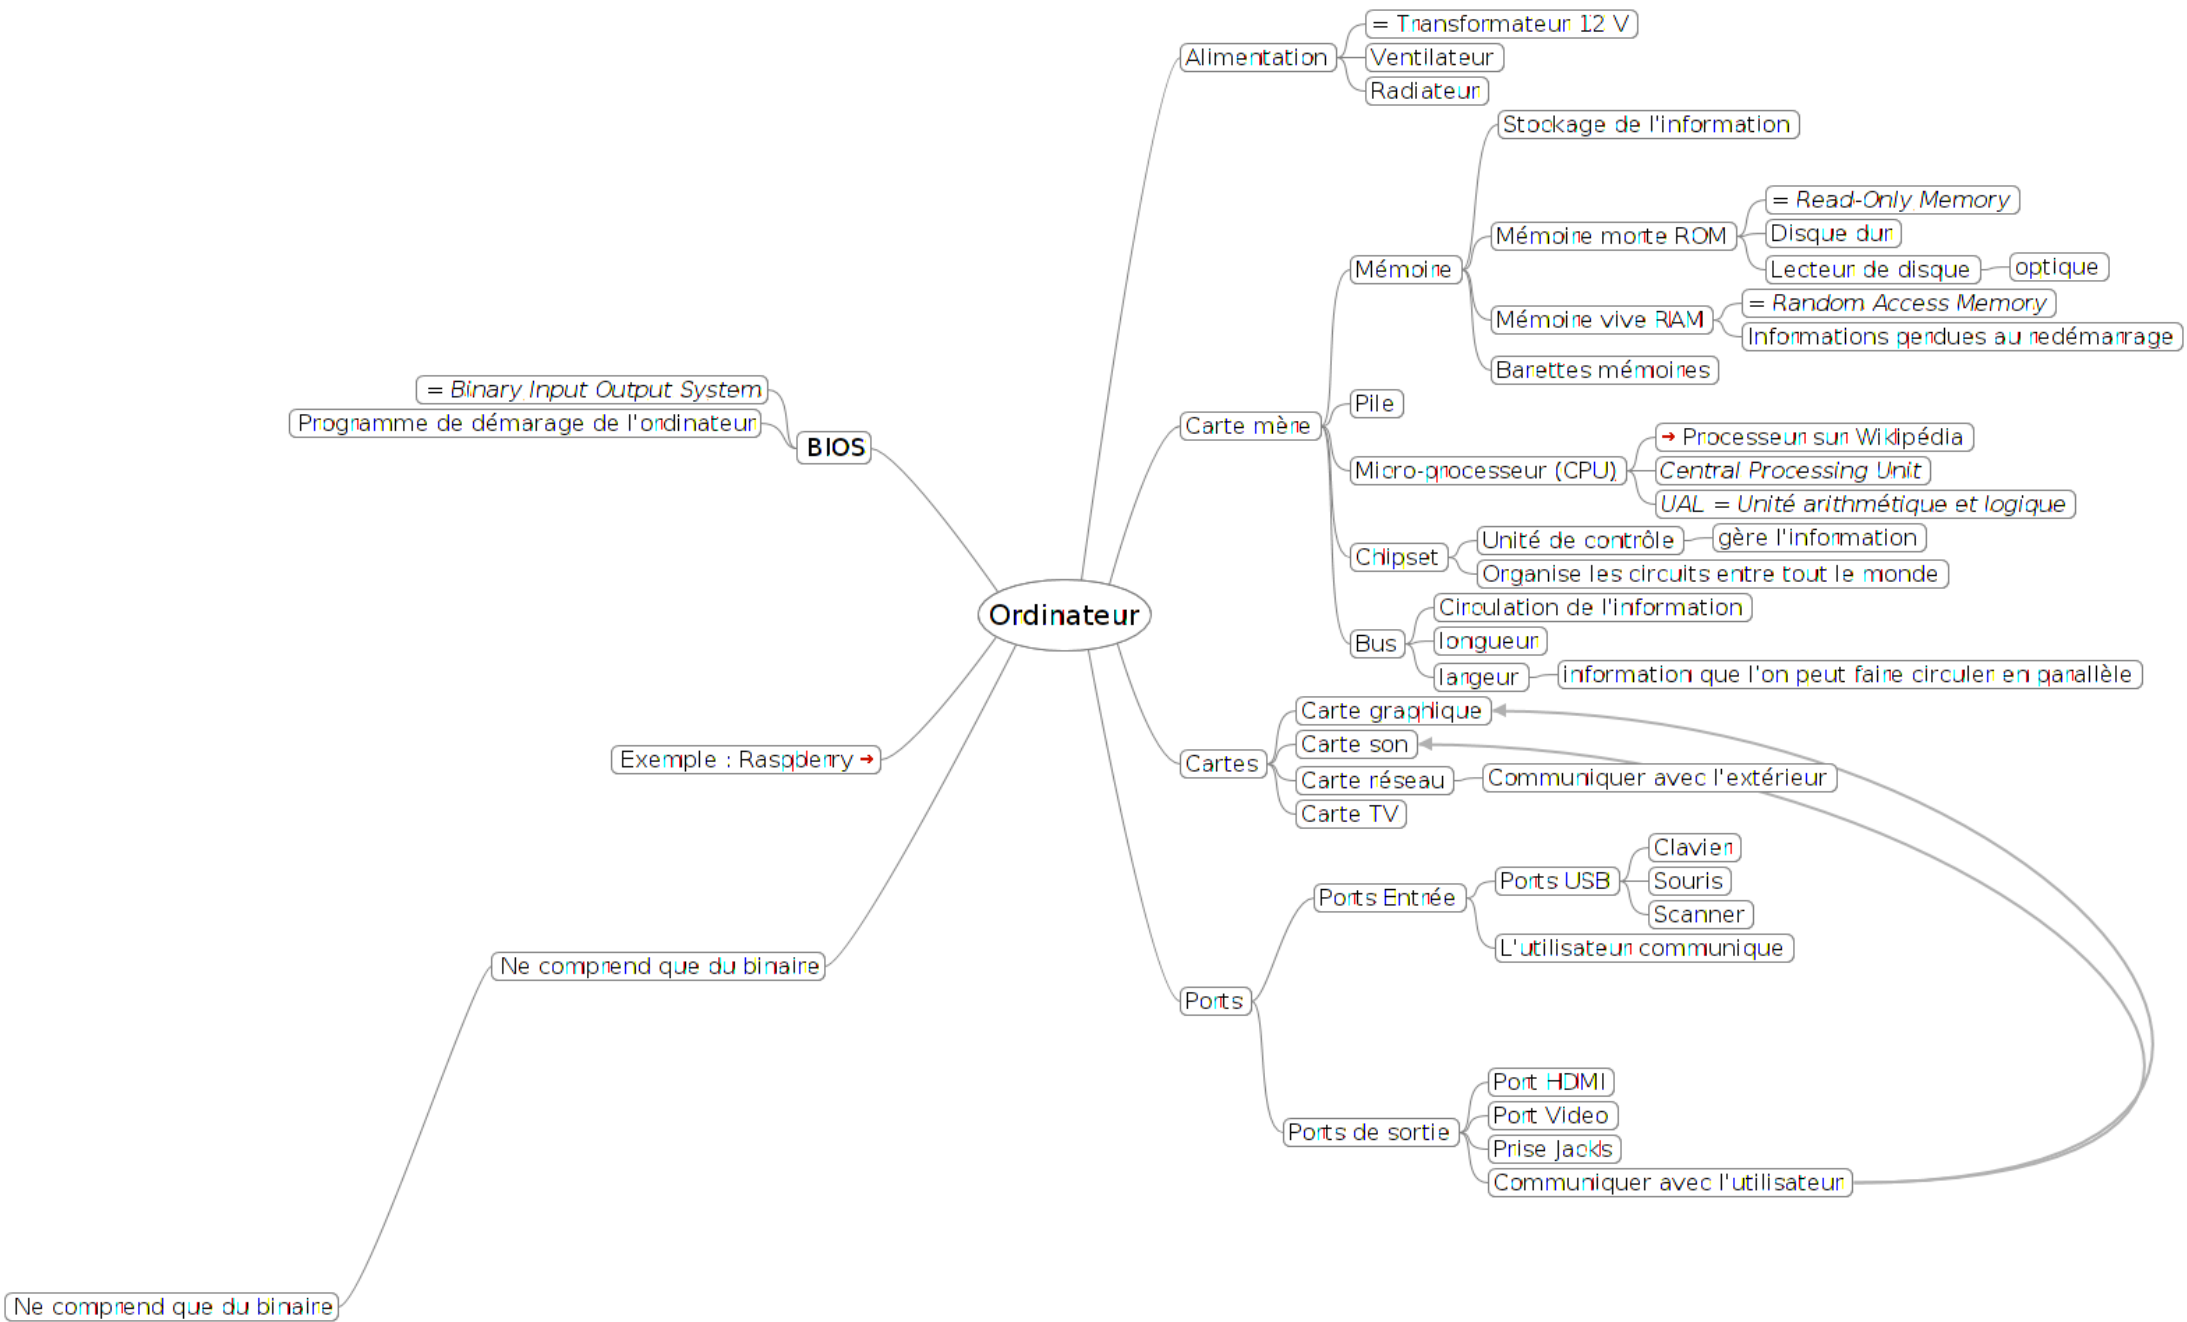 = Transformateur 12 V
Alimentation
Ventilateur
Radiateur
Stockage de l'information
= Read-Only Memory
Mémoire morte ROM
Disque dur
Mémoire
Lecteur de disque
optique
= Random Access Memory
Mémoire vive RAM
Informations perdues au redémarrage
Barettes mémoires
= Binary Input Output System
Programme de démarage de l'ordinateur
BIOS
Pile
Carte mère
→ Processeur sur Wikipédia
Micro-processeur (CPU)
Central Processing Unit
UAL = Unité arithmétique et logique
Unité de contrôle
gère l'information
Chipset
Organise les circuits entre tout le monde
Ordinateur
Circulation de l'information
Bus
longueur
largeur
information que l'on peut faire circuler en parallèle
Carte graphique
Carte son
Exemple : Raspberry →
Cartes
Carte réseau
Communiquer avec l'extérieur
Carte TV
Clavier
Ports Entrée
Ports USB
Souris
Scanner
L'utilisateur communique
Ne comprend que du binaire
Ports
Port HDMI
Port Video
Ports de sortie
Prise Jacks
Communiquer avec l'utilisateur
Ne comprend que du binaire